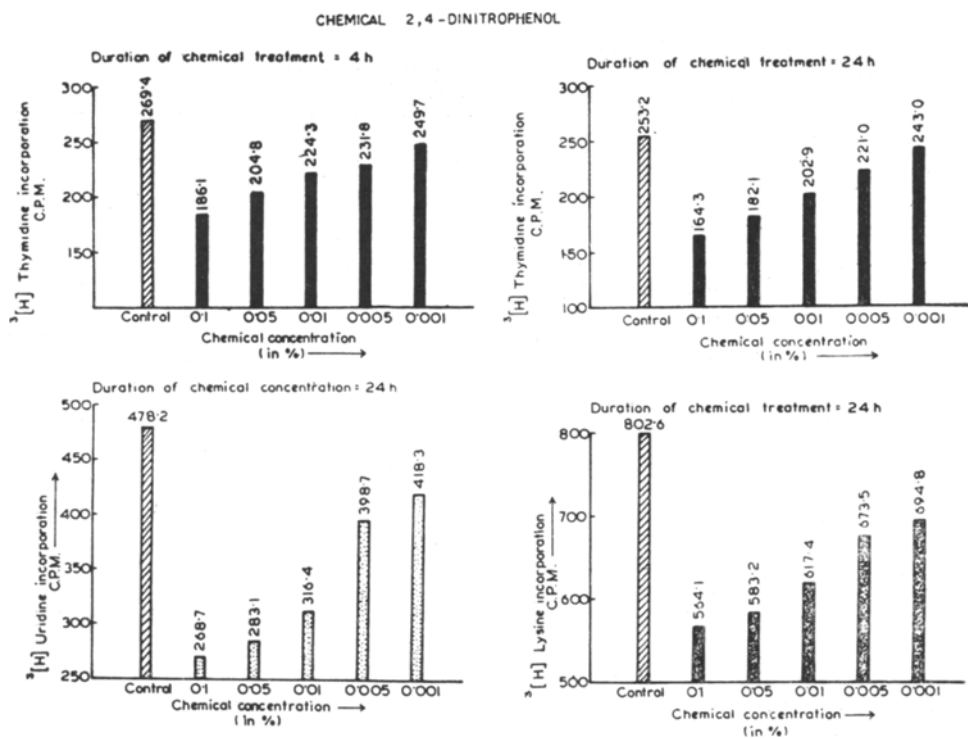 CHEMICAL 2,4-DINITROPHENOL
Duration of chemical treatment = 4 h
300
250
200
150
³[H] Thymidine incorporation
C.P.M.
269·4
186·1
204·8
224·3
231·8
249·7
Control 0·1 0·05 0·01 0·005 0·001
Chemical concentration
(in %)
Duration of chemical treatment = 24 h
300
250
200
150
100
³[H] Thymidine incorporation
C.P.M.
253·2
164·3
182·1
202·9
221·0
243·0
Control 0·1 0·05 0·01 0·005 0·001
Chemical concentration
(in %)
Duration of chemical concentration = 24 h
500
450
400
350
300
250
³[H] Uridine incorporation
C.P.M.
478·2
268·7
283·1
316·4
398·7
418·3
Control 0·1 0·05 0·01 0·005 0·001
Chemical concentration
(In %)
Duration of chemical treatment = 24 h
800
700
600
500
³[H] Lysine incorporation
C.P.M.
802·6
564·1
583·2
617·4
673·5
694·8
Control 0·1 0·05 0·01 0·005 0·001
Chemical concentration
(in %)